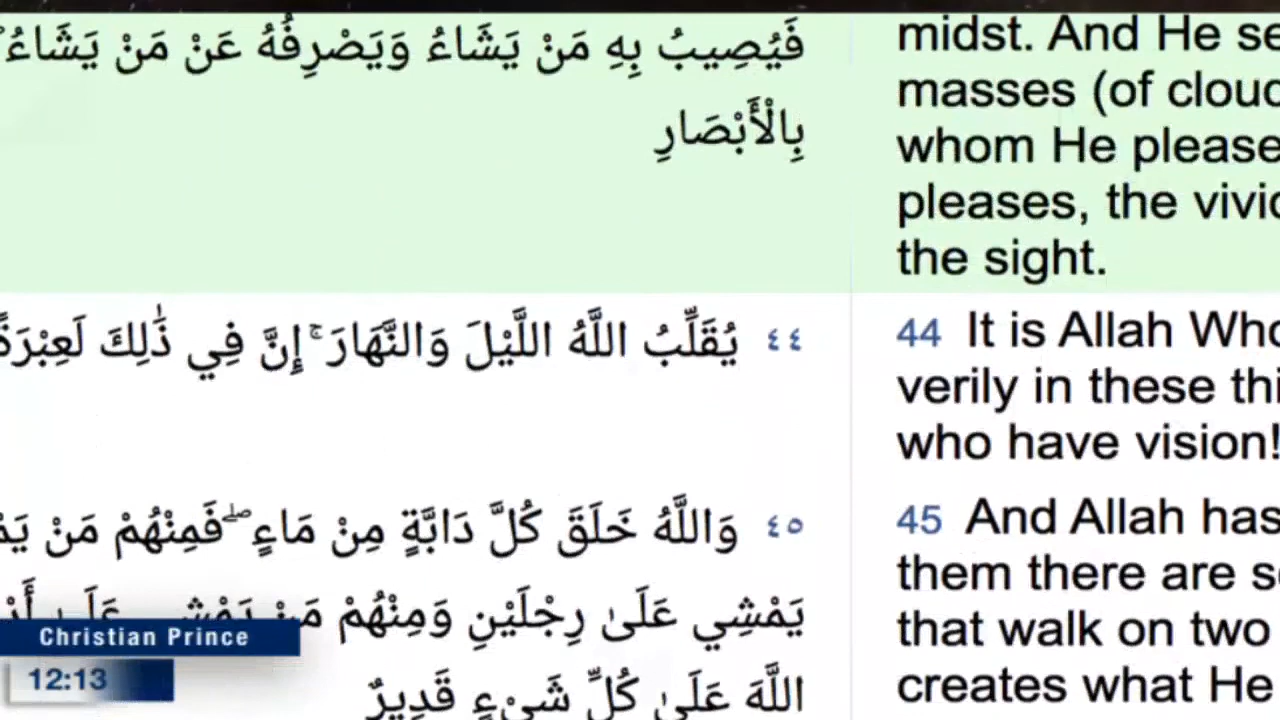 فَيُصِيبُ بِهِ مَنْ يَشَاءُ وَيَصْرِفُهُ عَنْ مَنْ يَشَاءُ
بِالْأَبْصَارِ
midst. And He se
masses (of cloud
whom He please
pleases, the vivid
the sight.
٤٤ يُقَلِّبُ اللَّهُ اللَّيْلَ وَالنَّهَارَ ۚ إِنَّ فِي ذَٰلِكَ لَعِبْرَةً
44 It is Allah Who
verily in these thi
who have vision!
٤٥ وَاللَّهُ خَلَقَ كُلَّ دَابَّةٍ مِنْ مَاءٍ ۖ فَمِنْهُمْ مَنْ
يَمْشِي عَلَىٰ رِجْلَيْنِ وَمِنْهُمْ مَنْ يَمْشِي عَلَىٰ
اللَّهَ عَلَىٰ كُلِّ شَيْءٍ قَدِيرٌ
45 And Allah has
them there are so
that walk on two
creates what He
Christian Prince
12:13